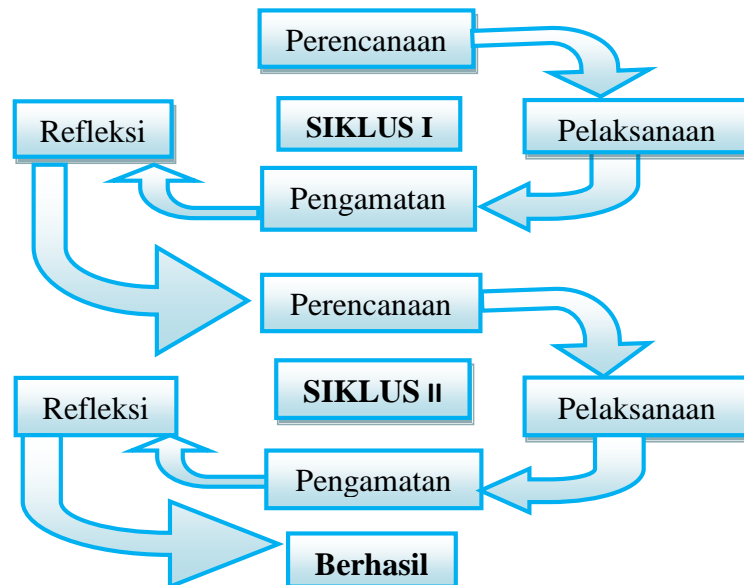 Perencanaan
Refleksi
SIKLUS I
Pelaksanaan
Pengamatan
Perencanaan
Refleksi
SIKLUS II
Pelaksanaan
Pengamatan
Berhasil